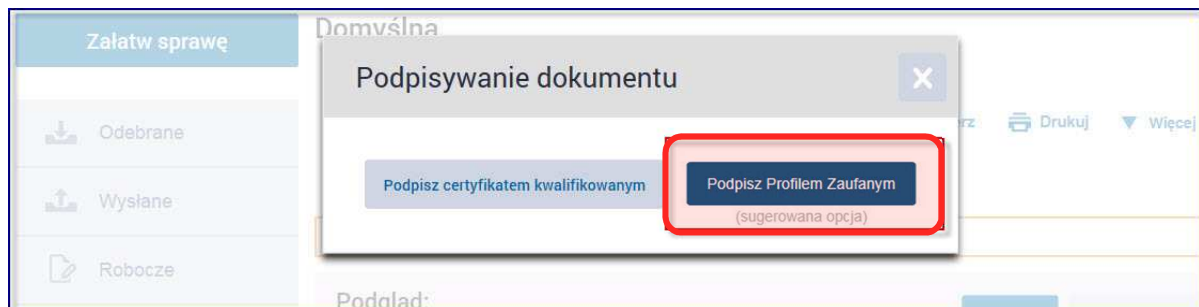 Załatw sprawę
Domyślna
Podpisywanie dokumentu
X
Odebrane
Drukuj
Więcej
Podpisz certyfikatem kwalifikowanym
Podpisz Profilem Zaufanym
(sugerowana opcja)
Wysłane
Robocze
Podgląd: